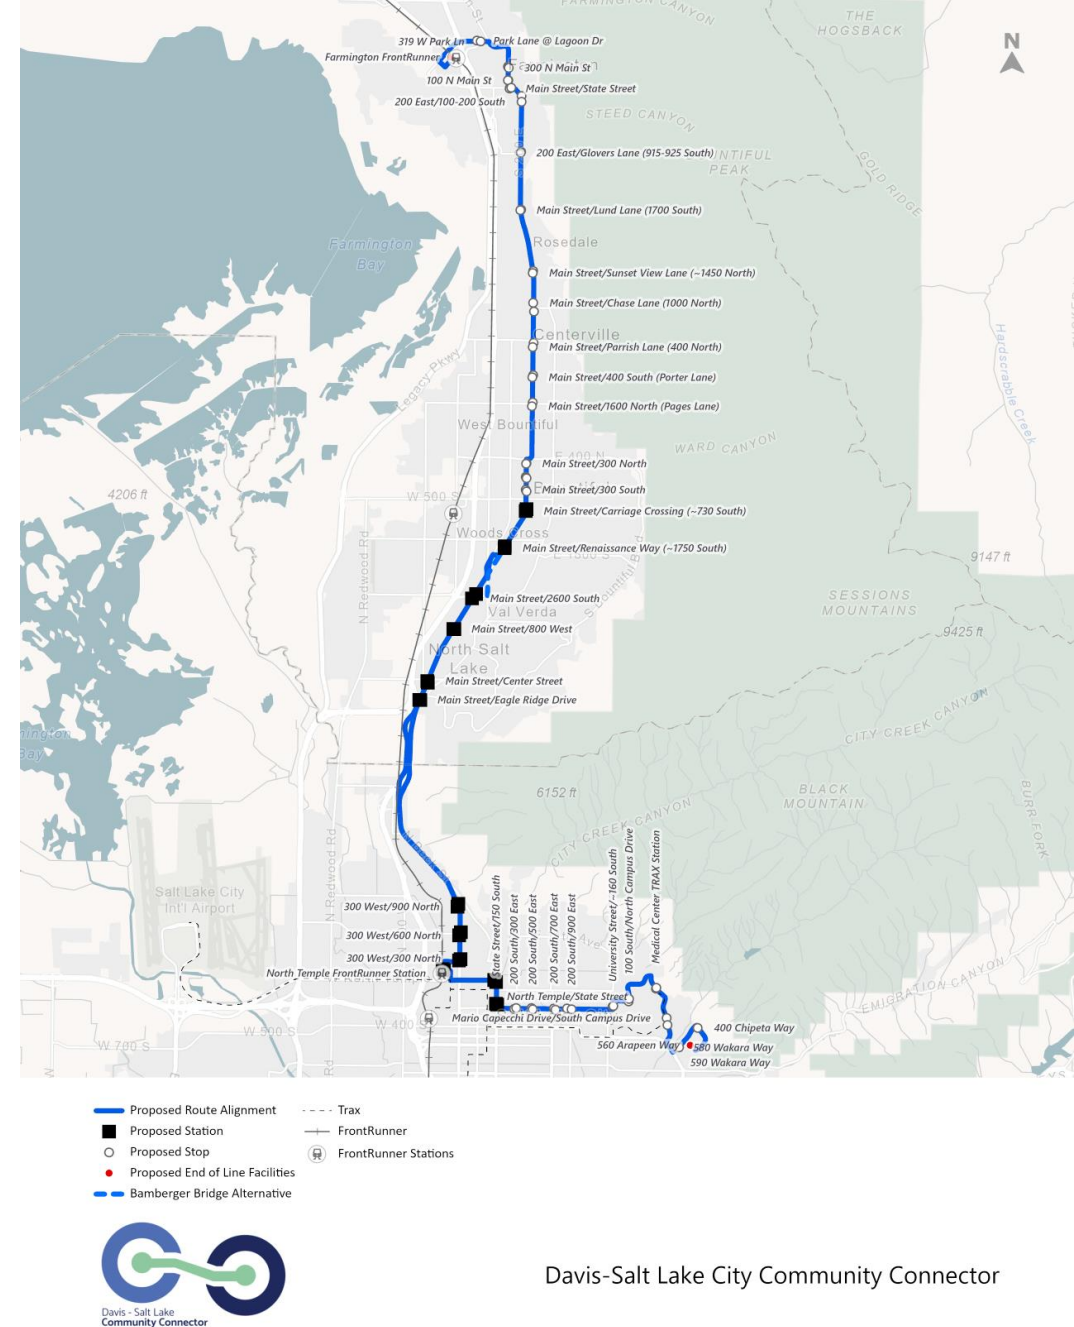 FARMINGTON CANYON
THE
HOGSBACK
N
319 W Park Ln
Park Lane @ Lagoon Dr
Farmington FrontRunner
300 N Main St
100 N Main St
Main Street/State Street
200 East/100-200 South
STEED CANYON
200 East/Glovers Lane (915-925 South)
PEAK
GOLD RIDGE
Main Street/Lund Lane (1700 South)
Farmington
Bay
Rosedale
Main Street/Sunset View Lane (~1450 North)
Main Street/Chase Lane (1000 North)
Centerville
Main Street/Parrish Lane (400 North)
Legacy Pkwy
Hardscrabble Creek
Main Street/400 South (Porter Lane)
Main Street/1600 North (Pages Lane)
West Bountiful
WARD CANYON
E 400 N
Main Street/300 North
4206 ft
W 500 S
Main Street/300 South
Main Street/Carriage Crossing (~730 South)
Woods Cross
N Redwood Rd
Main Street/Renaissance Way (~1750 South)
9147 ft
S Bountiful Blvd
Main Street/2600 South
Val Verda
SESSIONS
MOUNTAINS
Main Street/800 West
9425 ft
North Salt
Lake
Main Street/Center Street
Main Street/Eagle Ridge Drive
CITY CREEK CANYON
Bay
6152 ft
BLACK
MOUNTAIN
BURR FORK
CITY CREEK CANYON
N Redwood Rd
Salt Lake City
Int'l Airport
300 West/900 North
300 West/600 North
300 West/300 North
North Temple FrontRunner Station
State Street/150 South
200 South/300 East
200 South/500 East
200 South/700 East
200 South/900 East
University Street/~160 South
100 South/North Campus Drive
Medical Center TRAX Station
North Temple/State Street
EMIGRATION CANYON
Mario Capecchi Drive/South Campus Drive
W 500 S
W 400 S
W 700 S
400 Chipeta Way
560 Arapeen Way
580 Wakara Way
590 Wakara Way
Proposed Route Alignment
Trax
Proposed Station
FrontRunner
Proposed Stop
FrontRunner Stations
Proposed End of Line Facilities
Bamberger Bridge Alternative
Davis - Salt Lake
Community Connector
Davis-Salt Lake City Community Connector